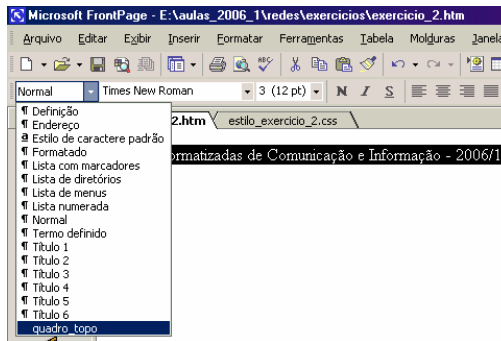 Microsoft FrontPage - E:\aulas_2006_1\redes\exercicios\exercicio_2.htm
Arquivo Editar Exibir Inserir Formatar Ferramentas Tabela Molduras Janela
Normal Times New Roman 3 (12 pt) N I S
2.htm estilo_exercicio_2.css
ormatizadas de Comunicação e Informação - 2006/1
Definição
Endereço
a Estilo de caractere padrão
Formatado
Lista com marcadores
Lista de diretórios
Lista de menus
Lista numerada
Normal
Termo definido
Título 1
Título 2
Título 3
Título 4
Título 5
Título 6
quadro_topo